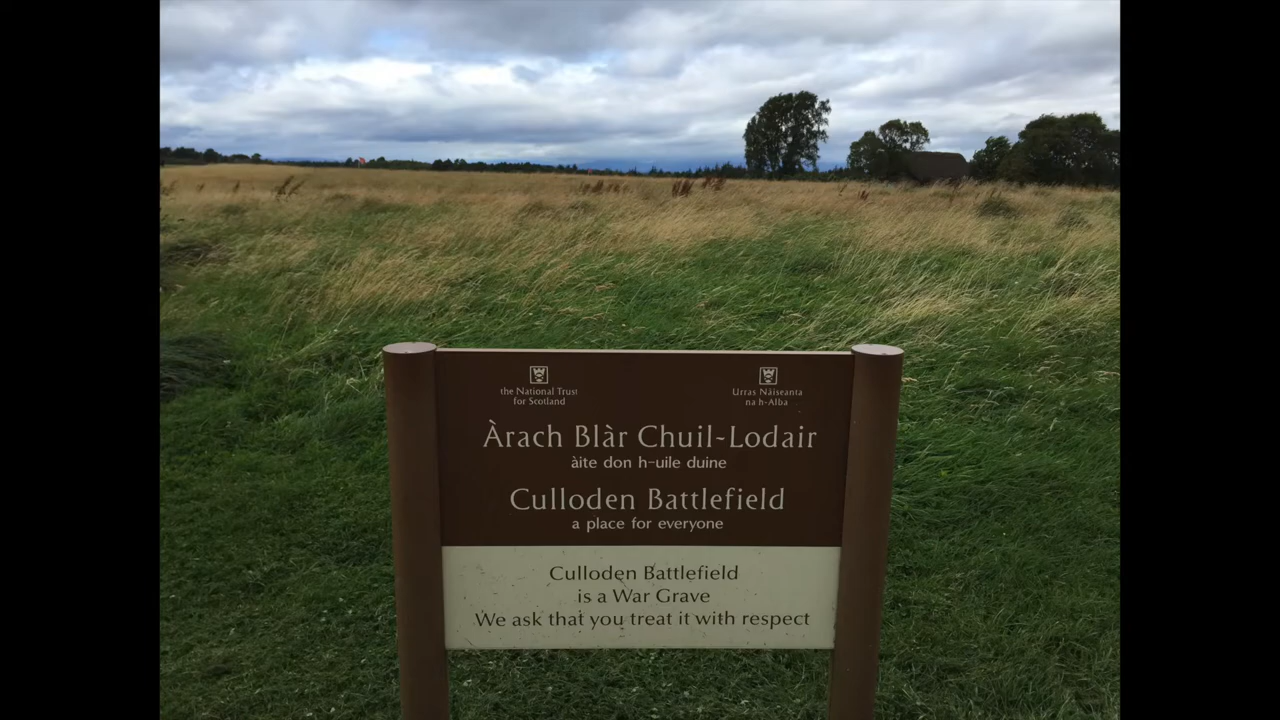 the National Trust
for Scotland
Urras Nàiseanta
na h-Alba
Àrach Blàr Chuil-Lodair
àite don h-uile duine
Culloden Battlefield
a place for everyone
Culloden Battlefield
is a War Grave
We ask that you treat it with respect